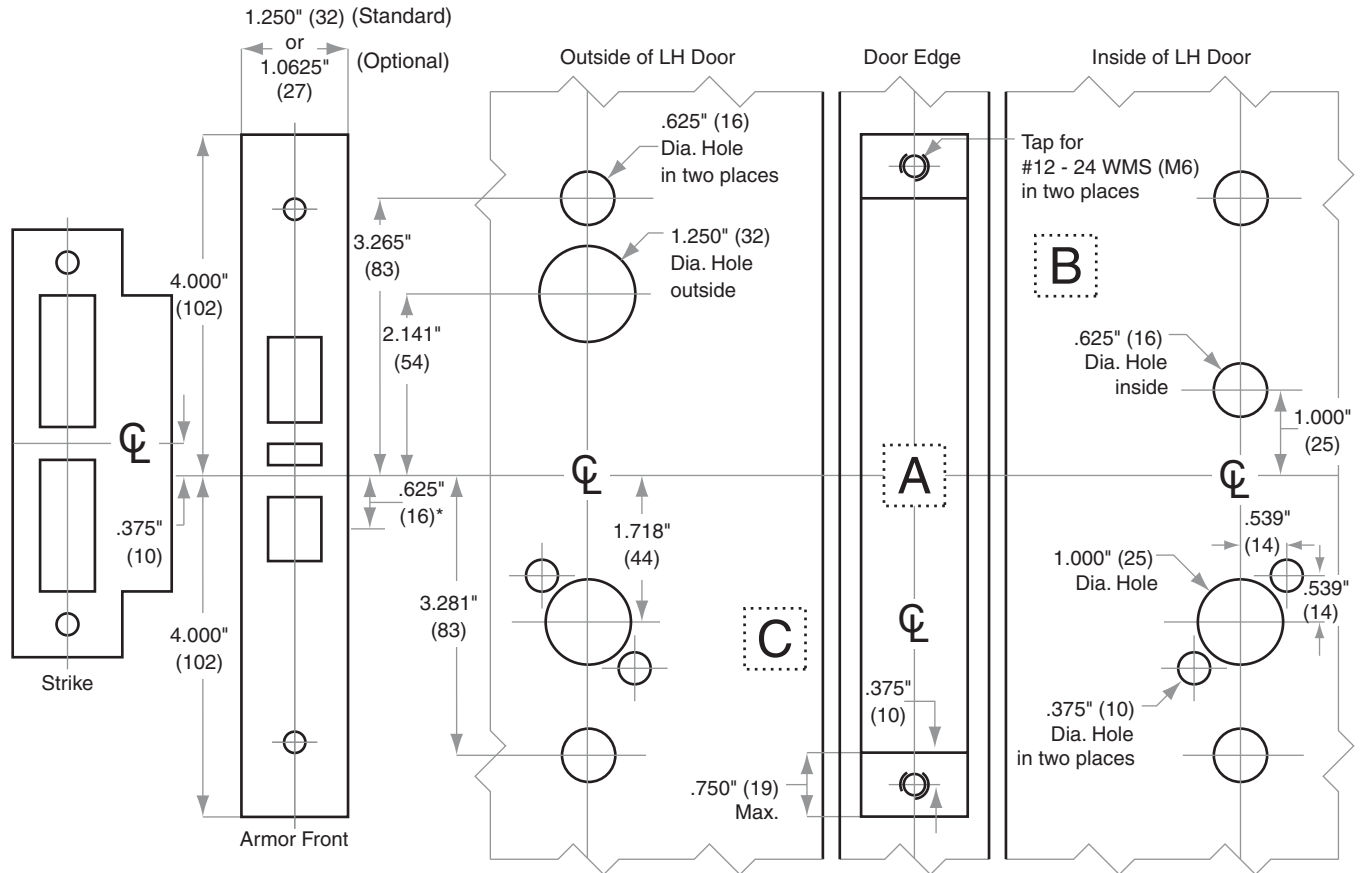 1.250" (32) (Standard)
or
1.0625"
(27)
(Optional)
Outside of LH Door
Door Edge
Inside of LH Door
.625" (16)
Dia. Hole
in two places
Tap for
#12 - 24 WMS (M6)
in two places
1.250" (32)
Dia. Hole
outside
3.265"
(83)
4.000"
(102)
2.141"
(54)
B
.625" (16)
Dia. Hole
inside
1.000"
(25)
℄
℄
A
℄
.375"
(10)
.625"
(16)*
1.718"
(44)
.539"
(14)
1.000" (25)
Dia. Hole
.539"
(14)
3.281"
(83)
4.000"
(102)
C
℄
Strike
.375"
(10)
.375" (10)
Dia. Hole
in two places
.750" (19)
Max.
Armor Front